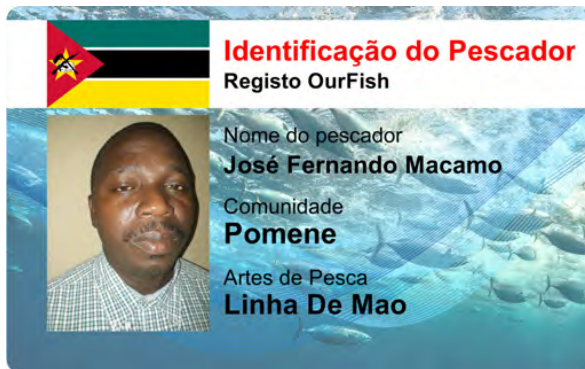 Identificação do Pescador
Registo OurFish
Nome do pescador
José Fernando Macamo
Comunidade
Pomene
Artes de Pesca
Linha De Mao